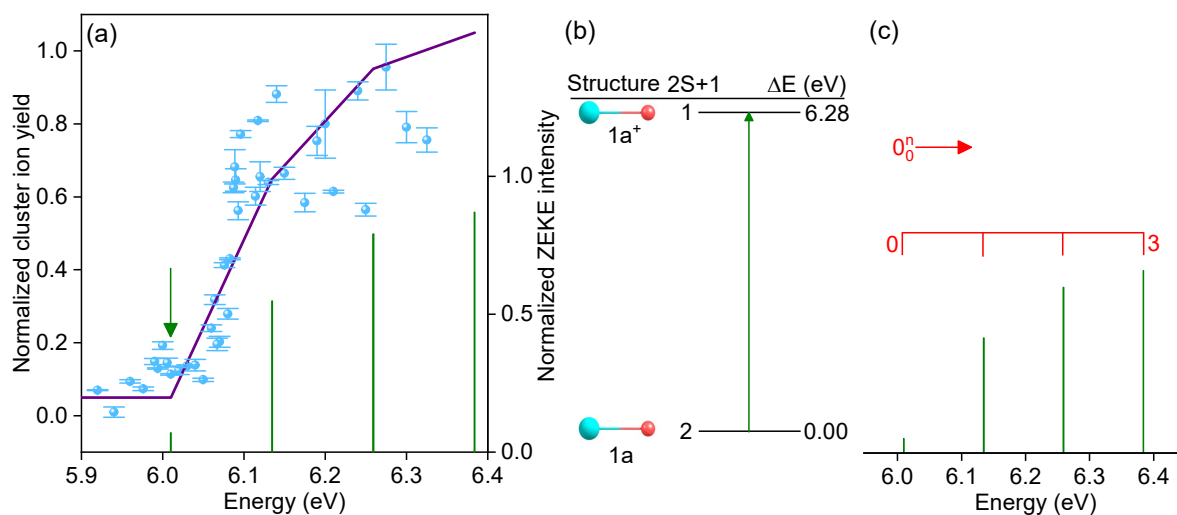 (a)
Normalized cluster ion yield
1.0
0.8
0.6
0.4
0.2
0.0
5.9 6.0 6.1 6.2 6.3 6.4
Energy (eV)
1.0
0.5
0.0
Normalized ZEKE intensity
(b)
Structure 2S+1 ΔE (eV)
1 6.28
1a⁺
2 0.00
1a
(c)
0₀ⁿ
0 3
6.0 6.1 6.2 6.3 6.4
Energy (eV)